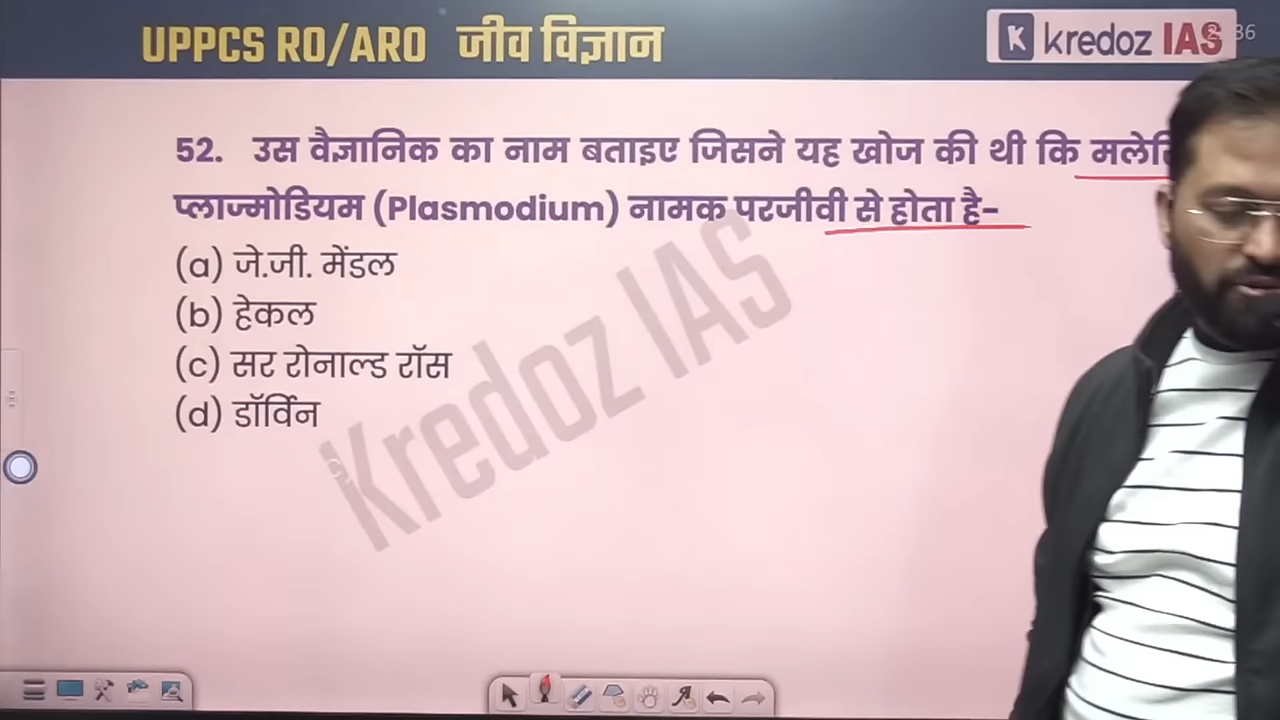 UPPCS RO/ARO जीव विज्ञान
K kredoz IAS
52. उस वैज्ञानिक का नाम बताइए जिसने यह खोज की थी कि
प्लाज्मोडियम (Plasmodium) नामक परजीवी से होता है-
(a) जे.जी. मेंडल
(b) हेकल
(c) सर रोनाल्ड रॉस
(d) डॉर्विन
Kredoz IAS